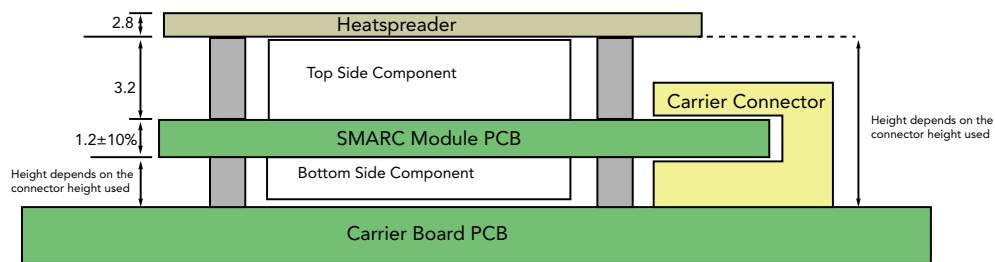 2.8
Heatspreader
Top Side Component
3.2
Carrier Connector
Height depends on the
connector height used
1.2±10%
SMARC Module PCB
Bottom Side Component
Height depends on the
connector height used
Carrier Board PCB